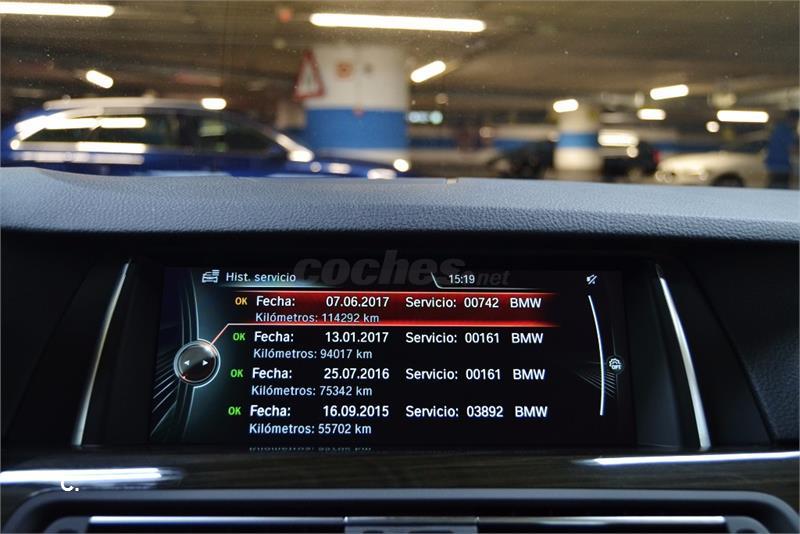 coches.net
Hist. servicio 15:19
OK Fecha: 07.06.2017 Servicio: 00742 BMW
Kilómetros: 114292 km
OK Fecha: 13.01.2017 Servicio: 00161 BMW
Kilómetros: 94017 km
OK Fecha: 25.07.2016 Servicio: 00161 BMW
Kilómetros: 75342 km
OK Fecha: 16.09.2015 Servicio: 03892 BMW
Kilómetros: 55702 km
OFF
c.